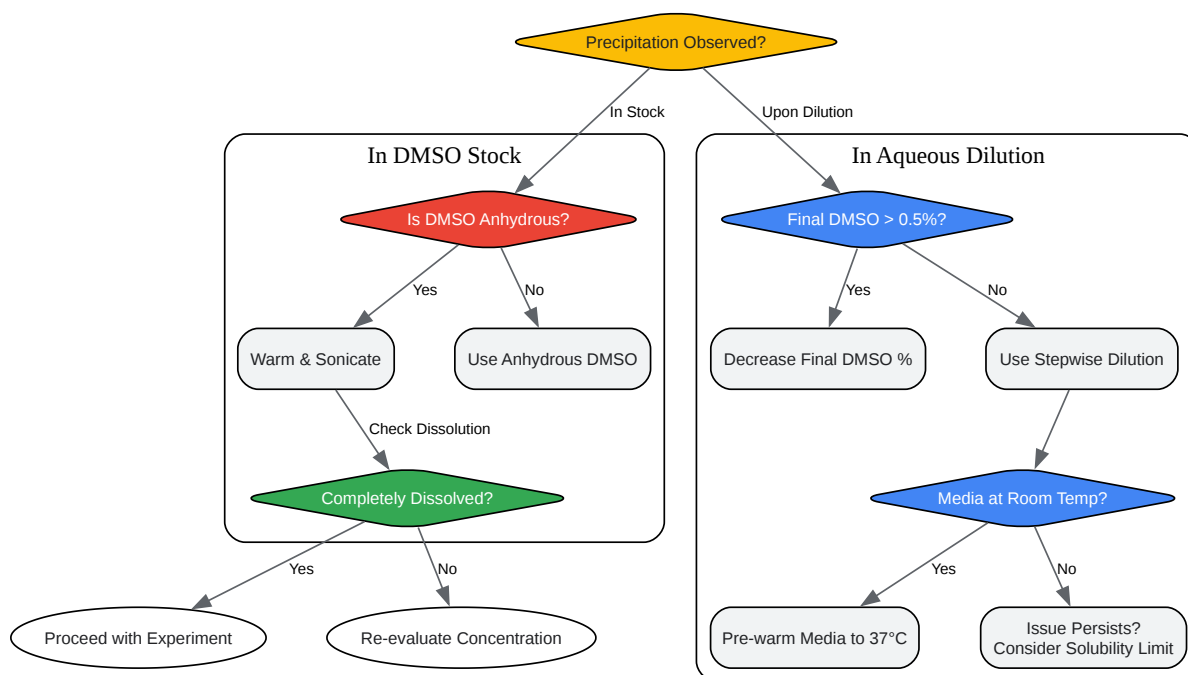 Precipitation Observed?
In Stock
Upon Dilution
In DMSO Stock
In Aqueous Dilution
Is DMSO Anhydrous?
Final DMSO > 0.5%?
Yes
No
Yes
No
Warm & Sonicate
Use Anhydrous DMSO
Decrease Final DMSO %
Use Stepwise Dilution
Check Dissolution
Completely Dissolved?
Media at Room Temp?
Yes
No
Yes
No
Proceed with Experiment
Re-evaluate Concentration
Pre-warm Media to 37°C
Issue Persists?
Consider Solubility Limit